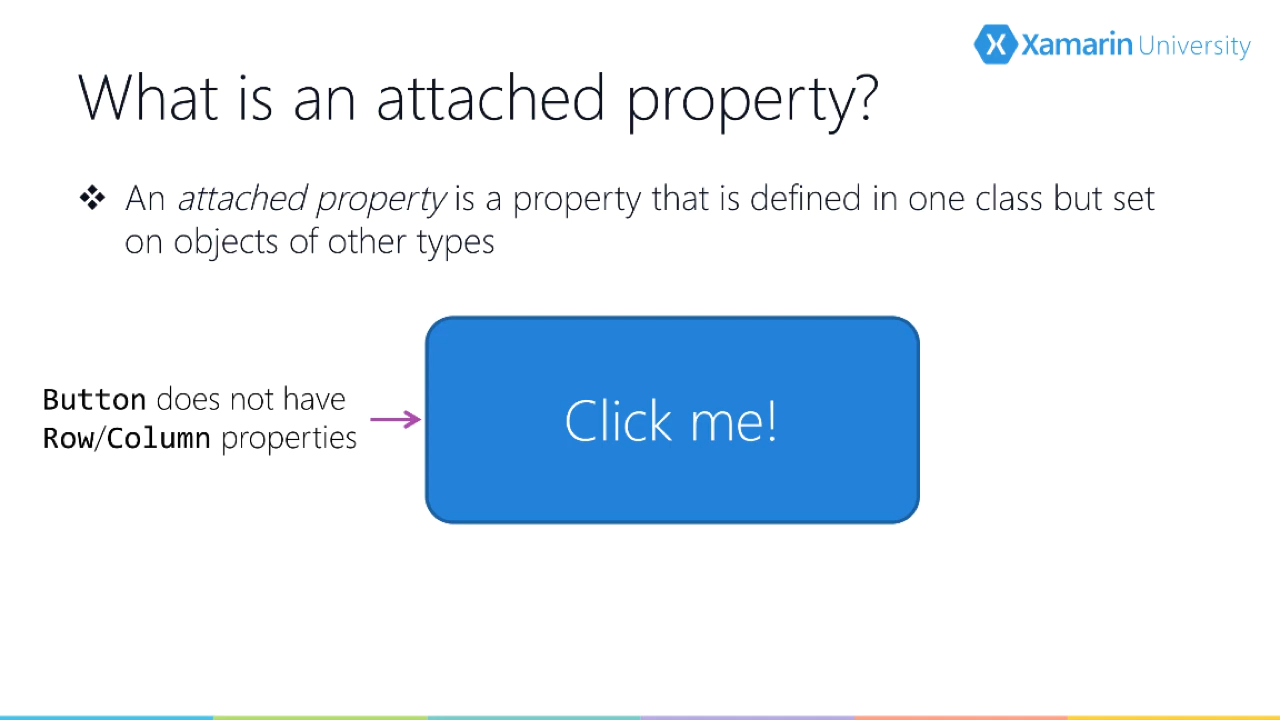 Xamarin University
What is an attached property?
❖ An attached property is a property that is defined in one class but set
on objects of other types
Button does not have
Row/Column properties
Click me!